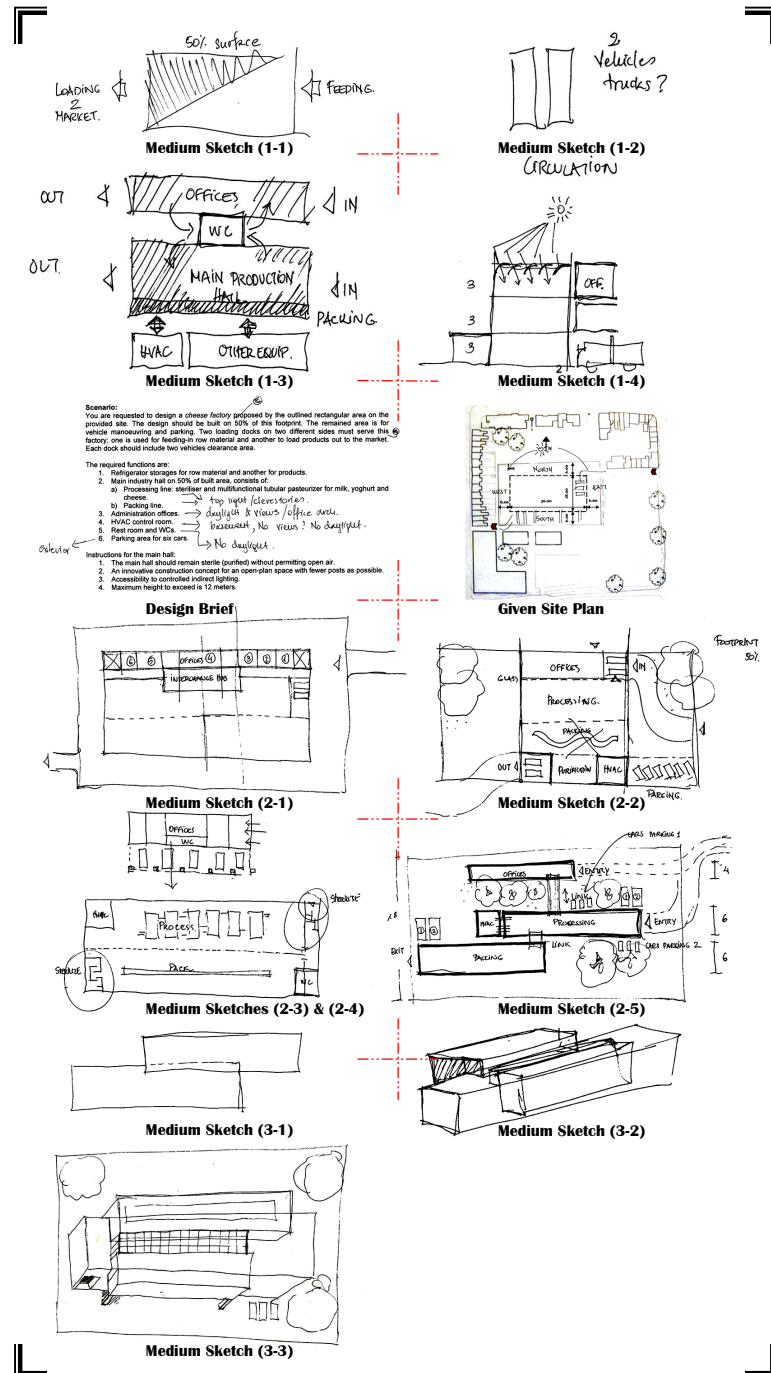 50% surface
LOADING
2
MARKET.
FEEDING.
Medium Sketch (1-1)
2
Vehicles
trucks?
Medium Sketch (1-2)
CIRCULATION
OUT
OFFICES
IN
WC
OUT.
MAIN PRODUCTION
HALL
IN
PACKING.
HVAC
OTHER EQUIP.
Medium Sketch (1-3)
3
OFF.
3
3
2
Medium Sketch (1-4)
Scenario:
You are requested to design a cheese factory proposed by the outlined rectangular area on the
provided site. The design should be built on 50% of this footprint. The remained area is for
vehicle manoeuvring and parking. Two loading docks on two different sides must serve this
factory; one is used for feeding-in row material and another to load products out to the market.
Each dock should include two vehicles clearance area.
The required functions are:
1. Refrigerator storages for row material and another for products.
2. Main industry hall on 50% of built area, consists of:
a) Processing line: steriliser and multifunctional tubular pasteurizer for milk, yoghurt and
cheese. top light/clerestories.
b) Packing line.
3. Administration offices. daylight & views/office area.
4. HVAC control room. basement, No views? No daylight.
5. Rest room and WCs.
6. Parking area for six cars. No daylight.
exterior
Instructions for the main hall:
1. The main hall should remain sterile (purified) without permitting open air.
2. An innovative construction concept for an open-plan space with fewer posts as possible.
3. Accessibility to controlled indirect lighting.
4. Maximum height to exceed is 12 meters.
Design Brief
N
NORTH
WEST
EAST
SOUTH
Given Site Plan
6
5
OFFICES 4
3
2
1
INTERCHANGE HUB
Medium Sketch (2-1)
FOOTPRINT
50%
OFFICES
IN
GLASS
PROCESSING.
PACKING
OUT
PURIFICATION
HVAC
PARKING.
Medium Sketch (2-2)
OFFICES
WC
HVAC
PROCESS
STERILISE
STERILISE
PACK
WC
Medium Sketches (2-3) & (2-4)
CARS PARKING 1
OFFICES
ENTRY
4
LINK
HVAC
PROCESSING
ENTRY
6
EXIT
LINK
CARS PARKING 2
PACKING
6
Medium Sketch (2-5)
Medium Sketch (3-1)
Medium Sketch (3-2)
Medium Sketch (3-3)